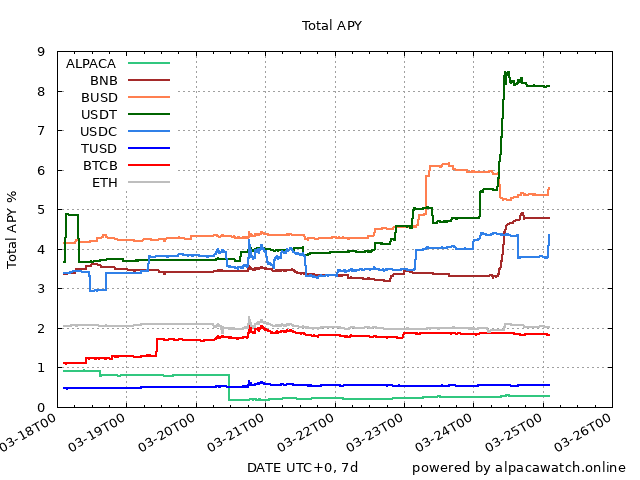 Total APY
Total APY %
9
8
7
6
5
4
3
2
1
0
ALPACA
BNB
BUSD
USDT
USDC
TUSD
BTCB
ETH
03-18T00
03-19T00
03-20T00
03-21T00
03-22T00
03-23T00
03-24T00
03-25T00
03-26T00
DATE UTC+0, 7d
powered by alpacawatch.online